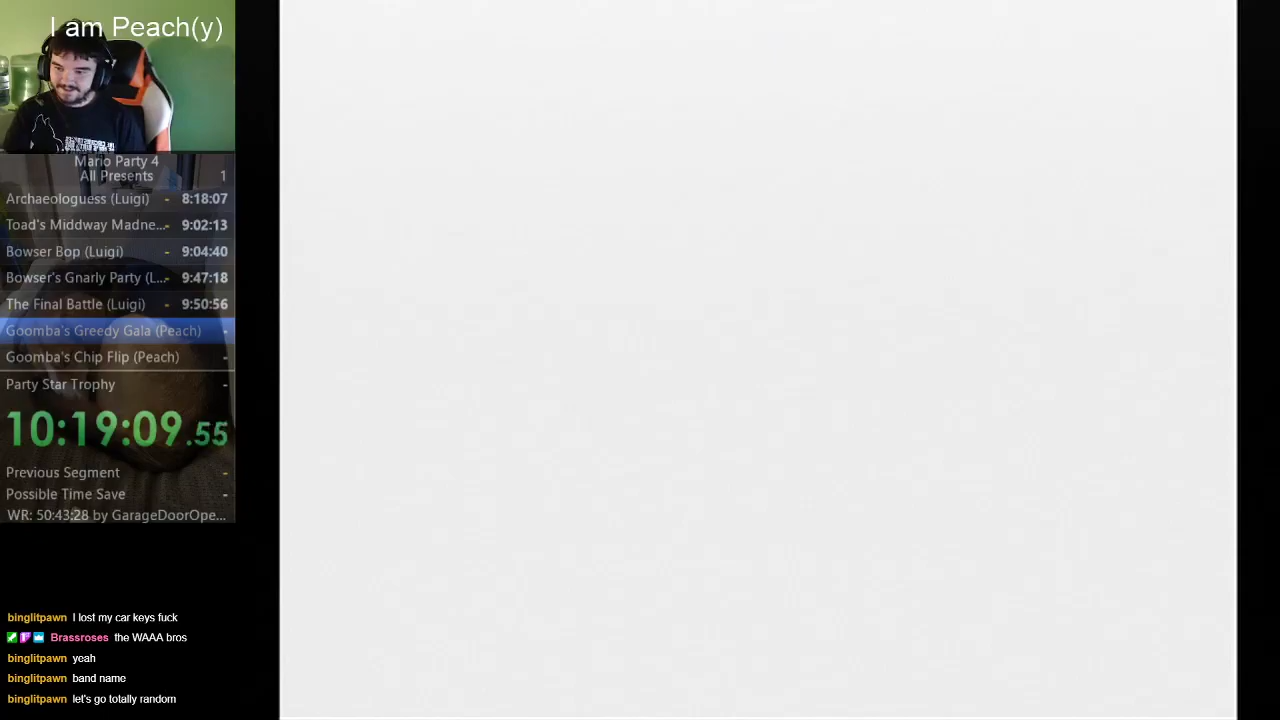 I am Peach(y)
Mario Party 4
All Presents 1
Archaeologuess (Luigi) - 8:18:07
Toad's Middway Madne... - 9:02:13
Bowser Bop (Luigi) - 9:04:40
Bowser's Gnarly Party (L... - 9:47:18
The Final Battle (Luigi) - 9:50:56
Goomba's Greedy Gala (Peach) -
Goomba's Chip Flip (Peach) -
Party Star Trophy -
10:19:09.55
Previous Segment -
Possible Time Save -
WR: 50:43:28 by GarageDoorOpe...
binglitpawn I lost my car keys fuck
Brassroses the WAAA bros
binglitpawn yeah
binglitpawn band name
binglitpawn let's go totally random